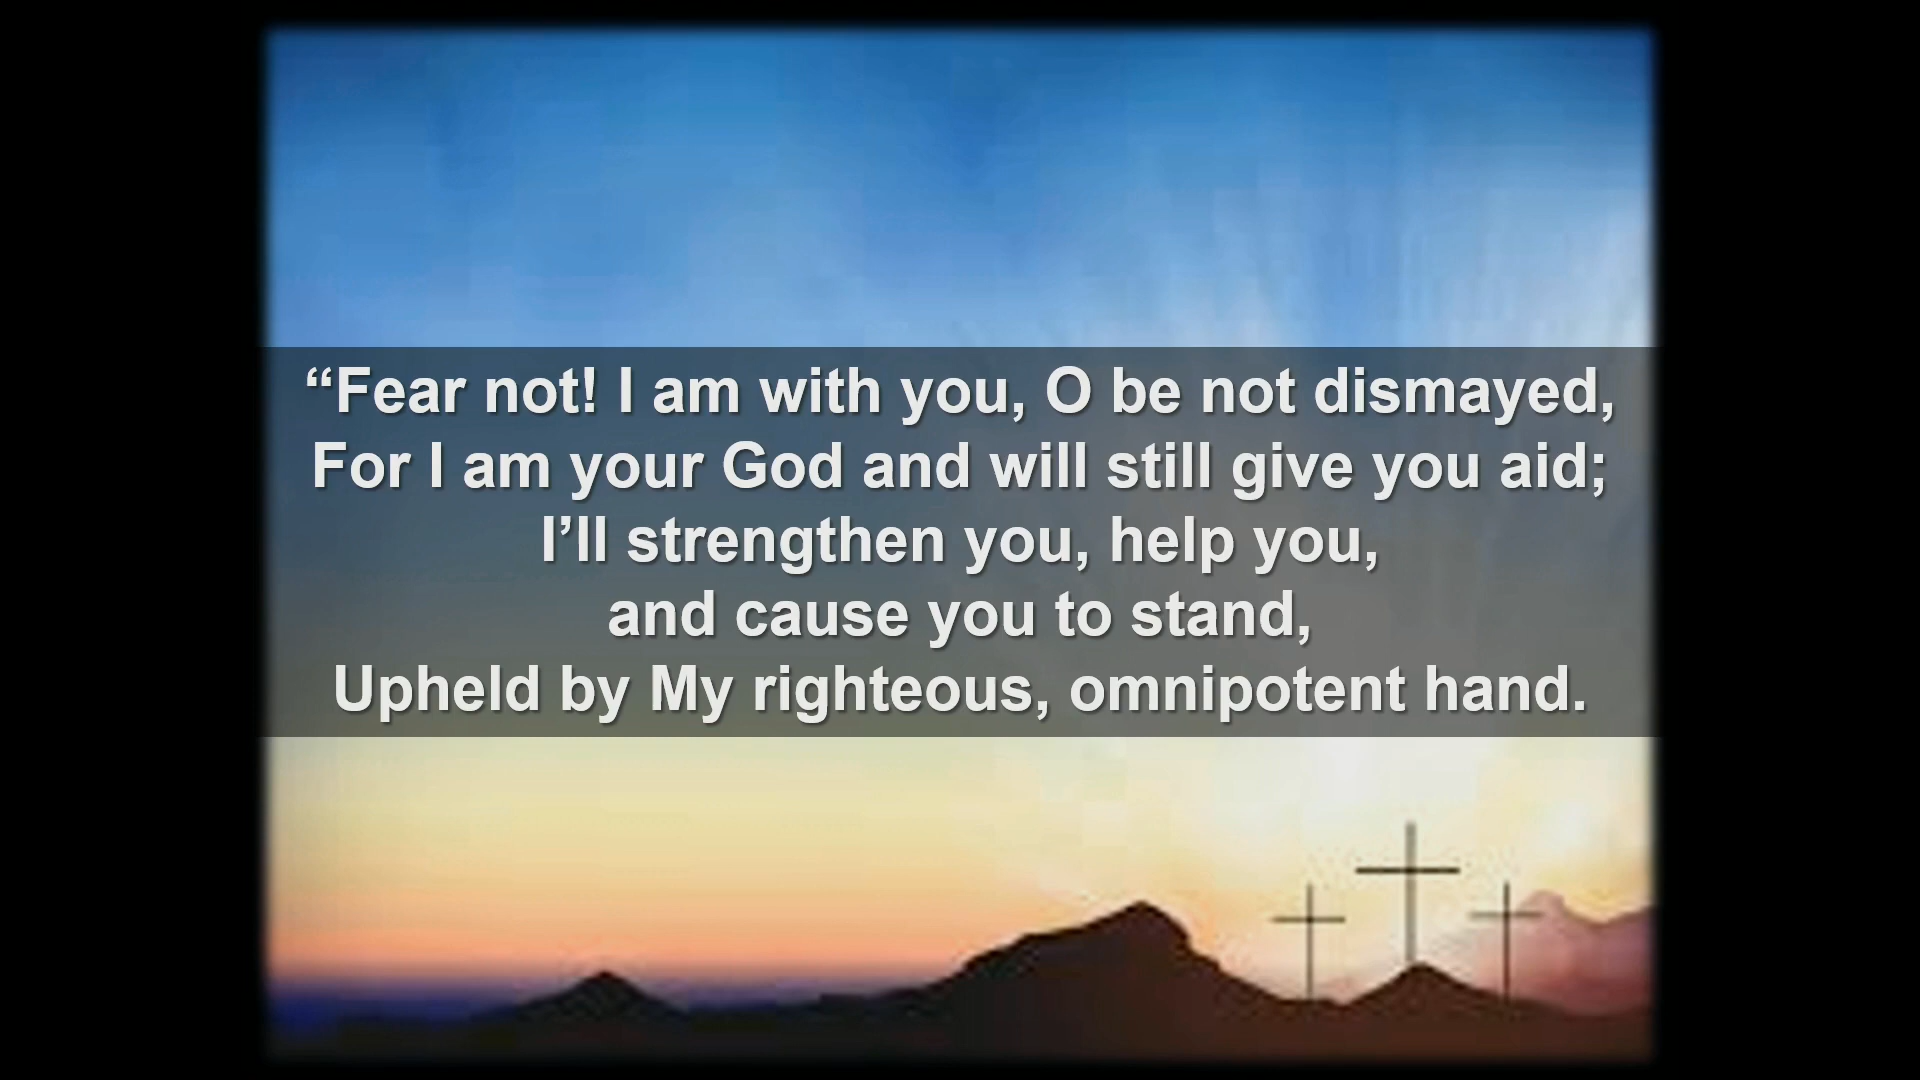 “Fear not! I am with you, O be not dismayed,
For I am your God and will still give you aid;
I’ll strengthen you, help you,
and cause you to stand,
Upheld by My righteous, omnipotent hand.